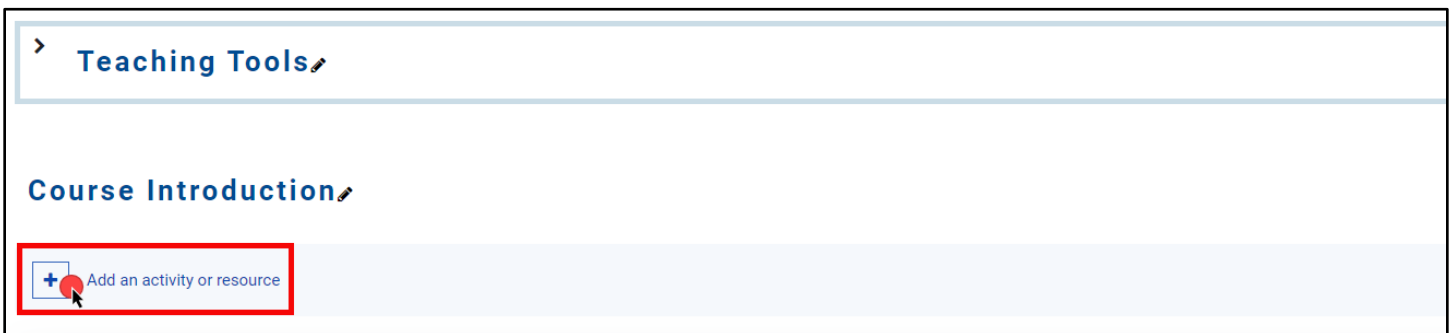 Teaching Tools
Course Introduction
+ Add an activity or resource